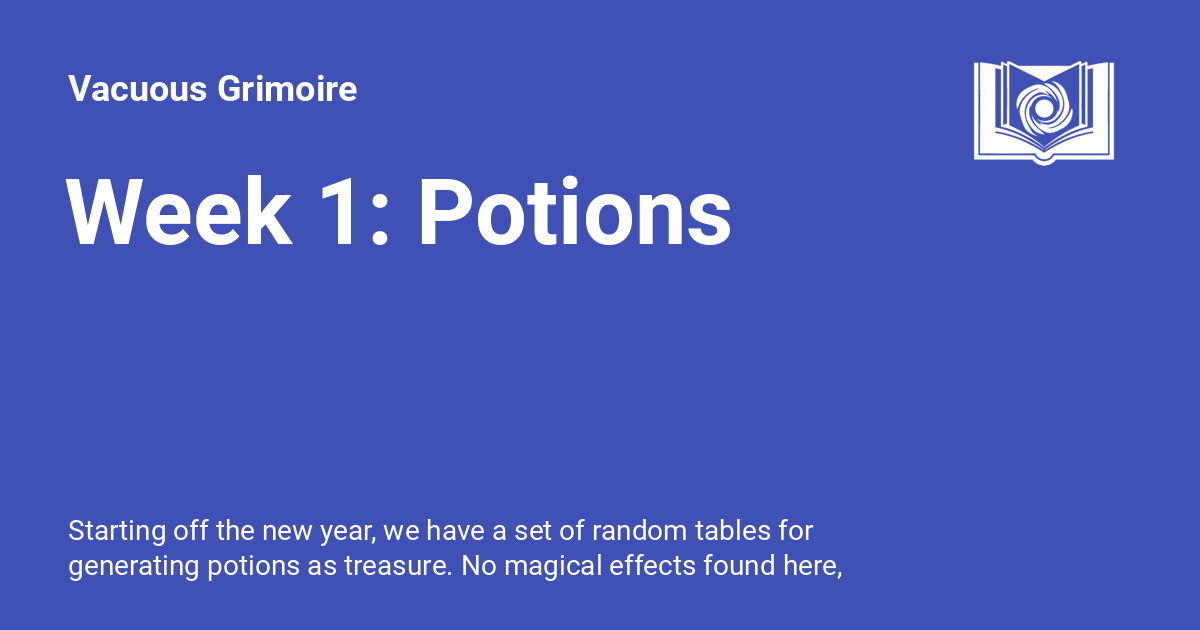 Vacuous Grimoire
Week 1: Potions
Starting off the new year, we have a set of random tables for
generating potions as treasure. No magical effects found here,